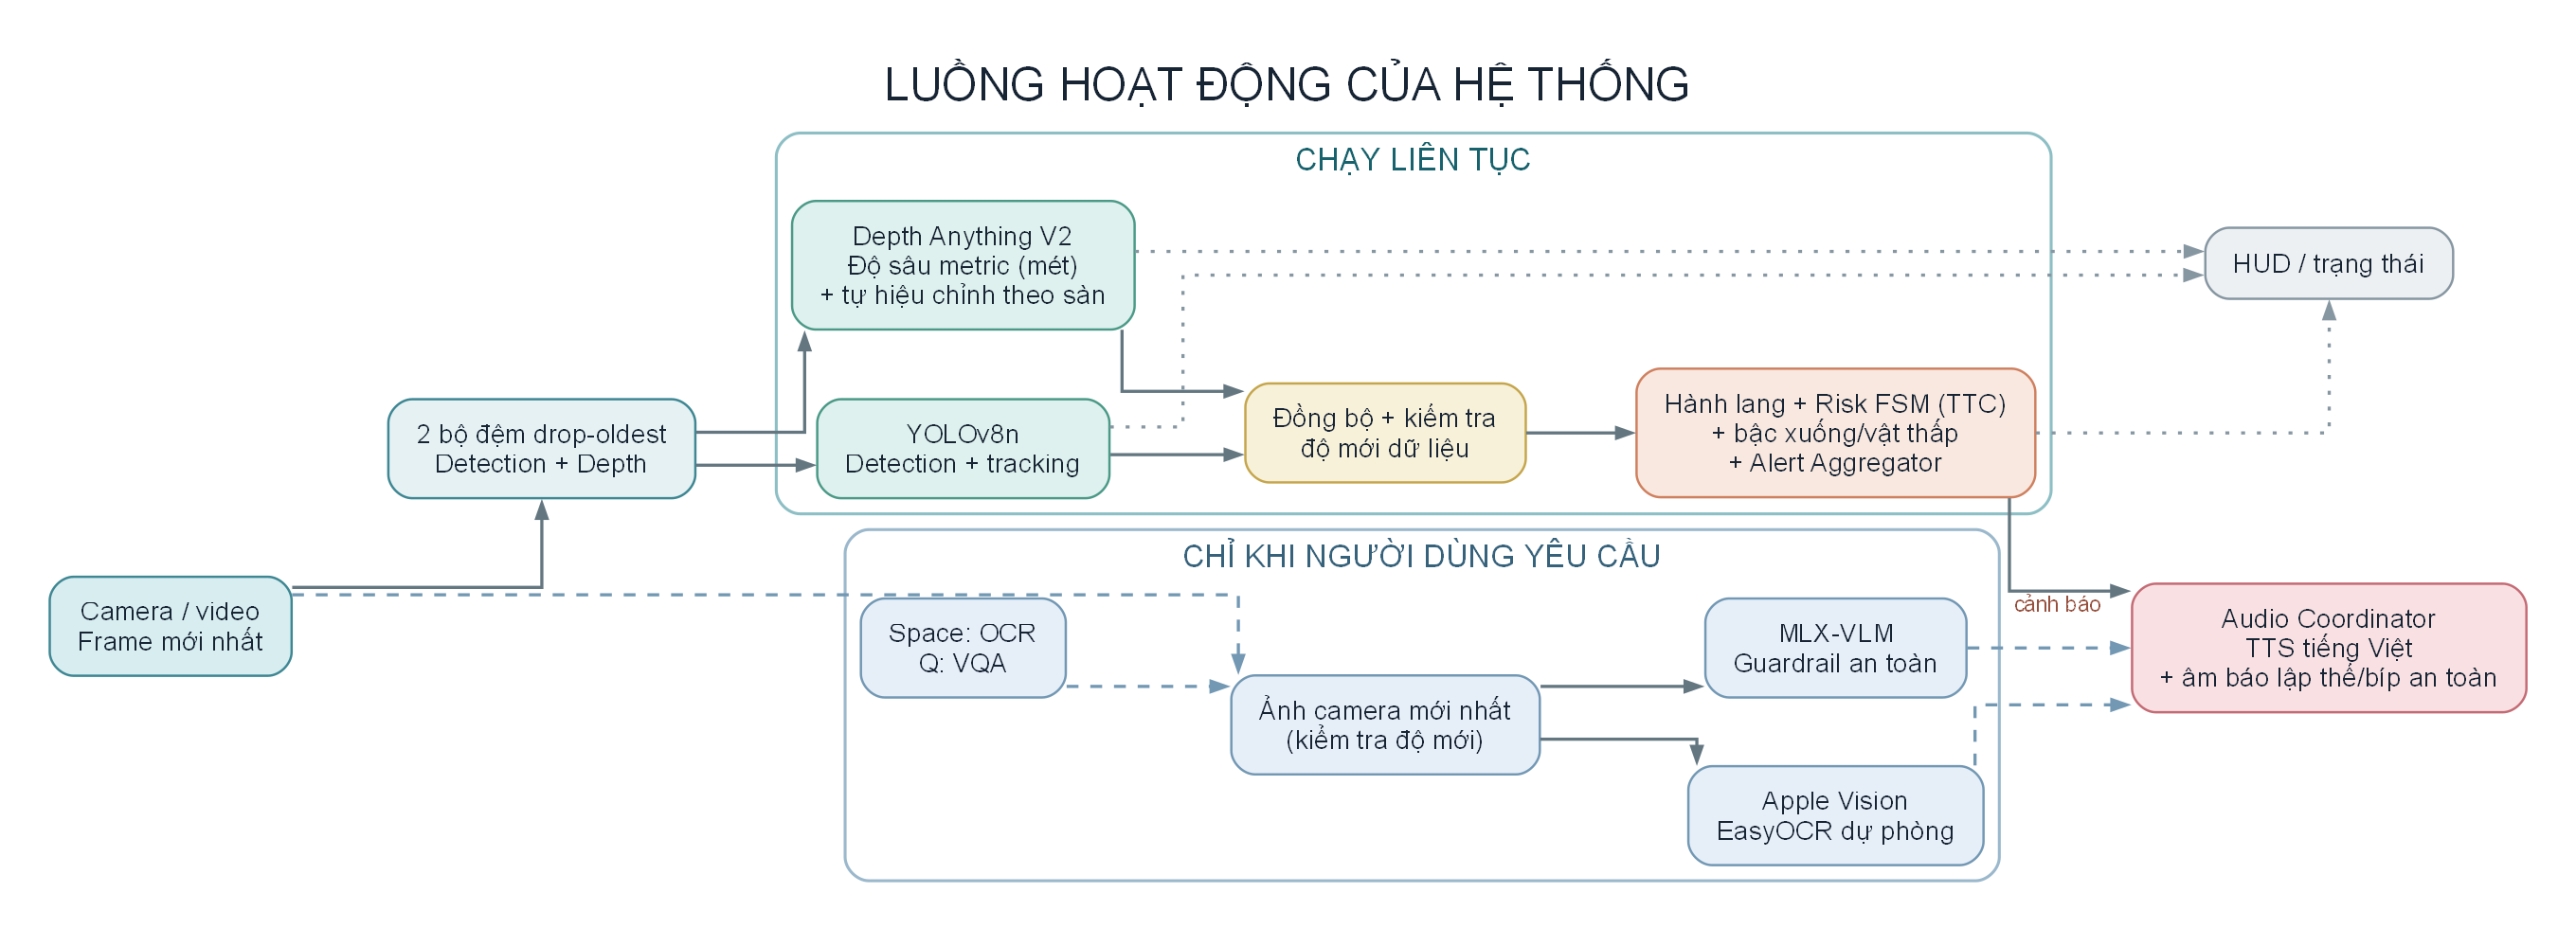 LUỒNG HOẠT ĐỘNG CỦA HỆ THỐNG
CHẠY LIÊN TỤC
Depth Anything V2
Độ sâu metric (mét)
+ tự hiệu chỉnh theo sàn
HUD / trạng thái
2 bộ đệm drop-oldest
Detection + Depth
YOLOv8n
Detection + tracking
Đồng bộ + kiểm tra
độ mới dữ liệu
Hành lang + Risk FSM (TTC)
+ bậc xuống/vật thấp
+ Alert Aggregator
CHỈ KHI NGƯỜI DÙNG YÊU CẦU
Camera / video
Frame mới nhất
Space: OCR
Q: VQA
Ảnh camera mới nhất
(kiểm tra độ mới)
MLX-VLM
Guardrail an toàn
Apple Vision
EasyOCR dự phòng
cảnh báo
Audio Coordinator
TTS tiếng Việt
+ âm báo lập thể/bíp an toàn